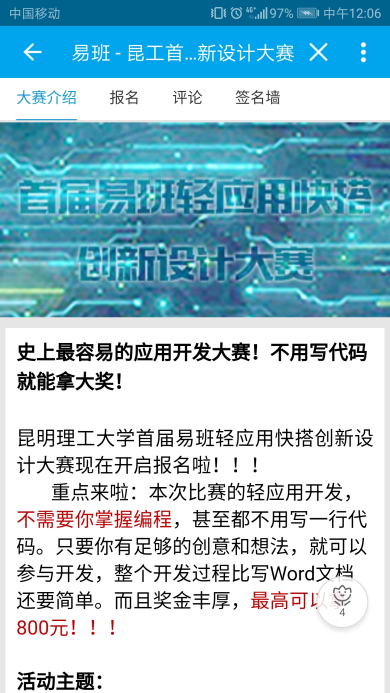 中国移动 97% 中午12:06
易班 - 昆工首...新设计大赛
大赛介绍 报名 评论 签名墙
首届易班轻应用快搭
创新设计大赛
史上最容易的应用开发大赛！不用写代码
就能拿大奖！
昆明理工大学首届易班轻应用快搭创新设
计大赛现在开启报名啦！！！
重点来啦：本次比赛的轻应用开发，
不需要你掌握编程，甚至都不用写一行代
码。只要你有足够的创意和想法，就可以
参与开发，整个开发过程比写Word文档
还要简单。而且奖金丰厚，最高可以
4
800元！！！
活动主题：